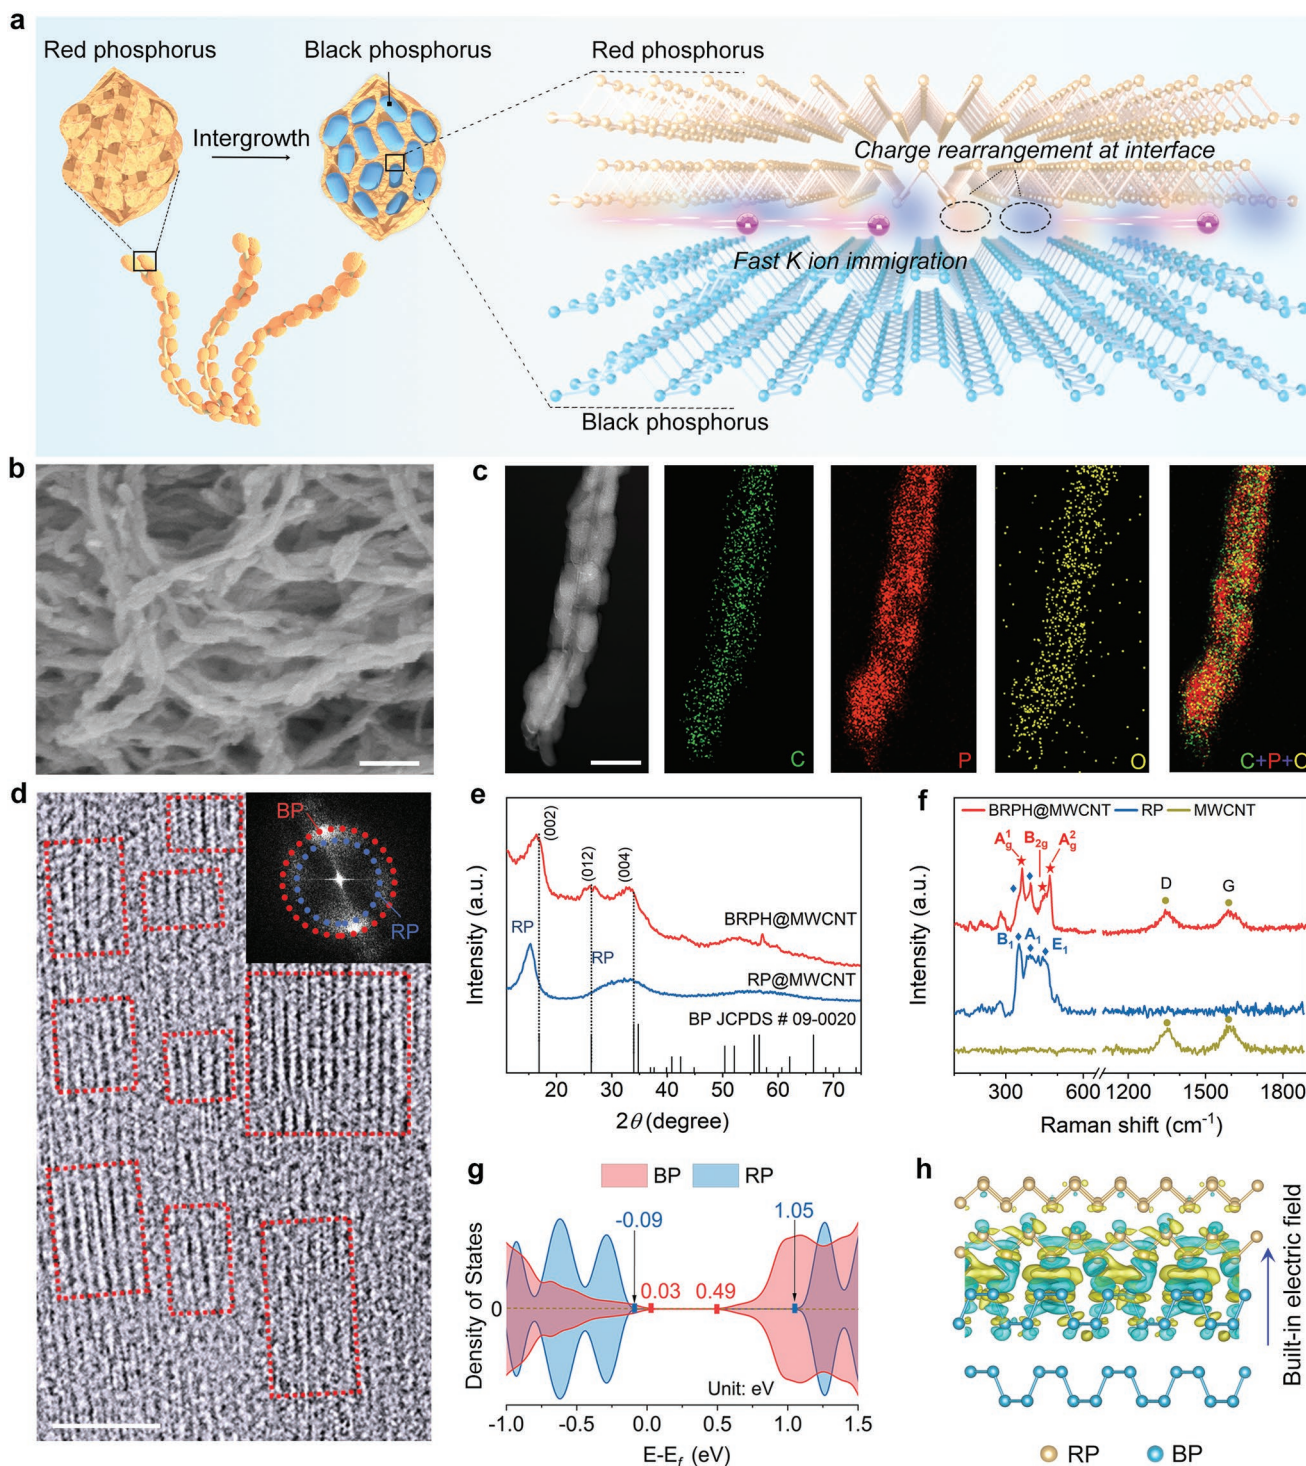 a
Red phosphorus
Black phosphorus
Red phosphorus
Intergrowth
Charge rearrangement at interface
Fast K ion immigration
Black phosphorus
b
c
C
P
O
C+P+O
d
BP
RP
e
(002)
(012)
(004)
RP
RP
BRPH@MWCNT
RP@MWCNT
BP JCPDS # 09-0020
Intensity (a.u.)
20 30 40 50 60 70
2θ (degree)
f
BRPH@MWCNT RP MWCNT
A¹g B2g A²g
D G
B1 A1 E1
Intensity (a.u.)
300 600 1200 1500 1800
Raman shift (cm⁻¹)
g
BP RP
-0.09 1.05
0.03 0.49
Density of States
0
Unit: eV
-1.0 -0.5 0.0 0.5 1.0 1.5
E-Ef (eV)
h
Built-in electric field
RP BP